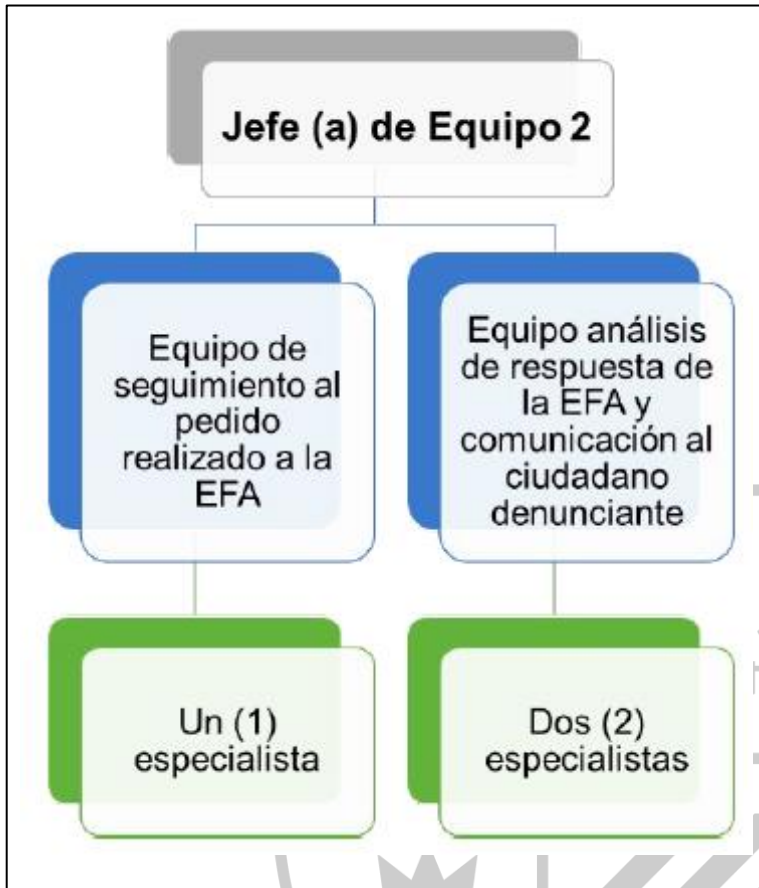 Jefe (a) de Equipo 2
Equipo de
seguimiento al
pedido
realizado a la
EFA
Equipo análisis
de respuesta de
la EFA y
comunicación al
ciudadano
denunciante
Un (1)
especialista
Dos (2)
especialistas